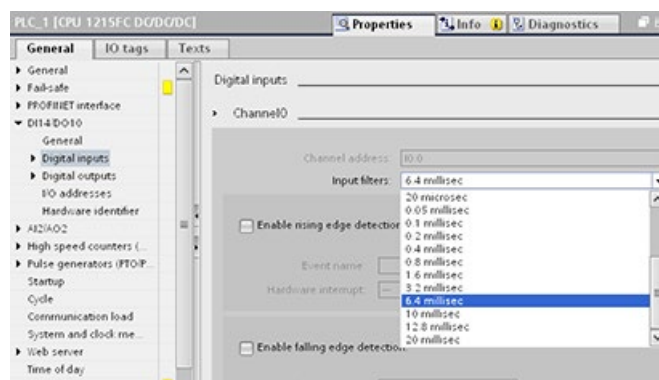 PLC_1 [CPU 1215FC DC/DC/DC]
Properties
Info
Diagnostics
General
IO tags
Texts
General
Fail-safe
PROFINET interface
DI14/DO10
General
Digital inputs
Digital outputs
I/O addresses
Hardware identifier
AI2/AO2
High speed counters (...
Pulse generators (PTO/P...
Startup
Cycle
Communication load
System and clock me...
Web server
Time of day
Digital inputs
Channel0
Channel address: I0.0
Input filters: 6.4 millisec
20 microsec
0.05 millisec
0.1 millisec
0.2 millisec
0.4 millisec
0.8 millisec
1.6 millisec
3.2 millisec
6.4 millisec
10 millisec
12.8 millisec
20 millisec
Enable rising edge detection
Event name:
Hardware interrupt:
Enable falling edge detection